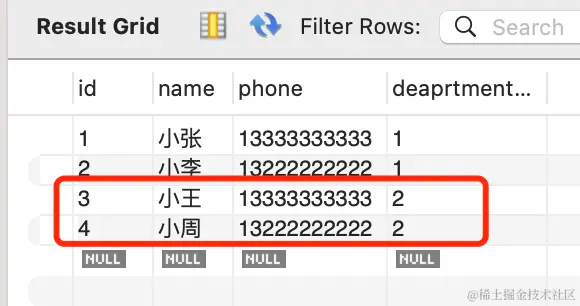 Result Grid Filter Rows: Search
id name phone deaprtment...
1 小张 13333333333 1
2 小李 13222222222 1
3 小王 13333333333 2
4 小周 13222222222 2
NULL NULL NULL NULL
@稀土掘金技术社区